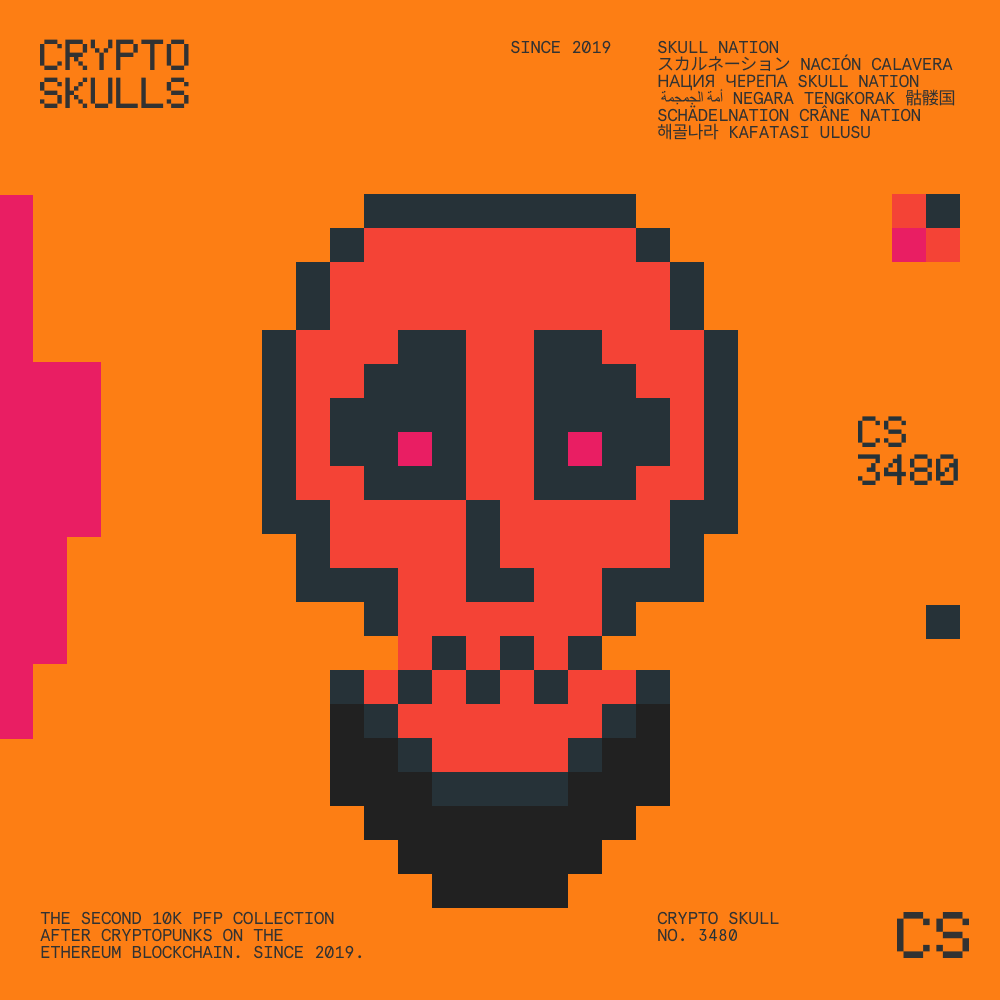 CRYPTO
SKULLS
SINCE 2019
SKULL NATION
スカルネーション NACIÓN CALAVERA
НАЦИЯ ЧЕРЕПА SKULL NATION
أمة الجمجمة NEGARA TENGKORAK 骷髅国
SCHÄDELNATION CRÂNE NATION
해골나라 KAFATASI ULUSU
CS
3480
THE SECOND 10K PFP COLLECTION
AFTER CRYPTOPUNKS ON THE
ETHEREUM BLOCKCHAIN. SINCE 2019.
CRYPTO SKULL
NO. 3480
CS